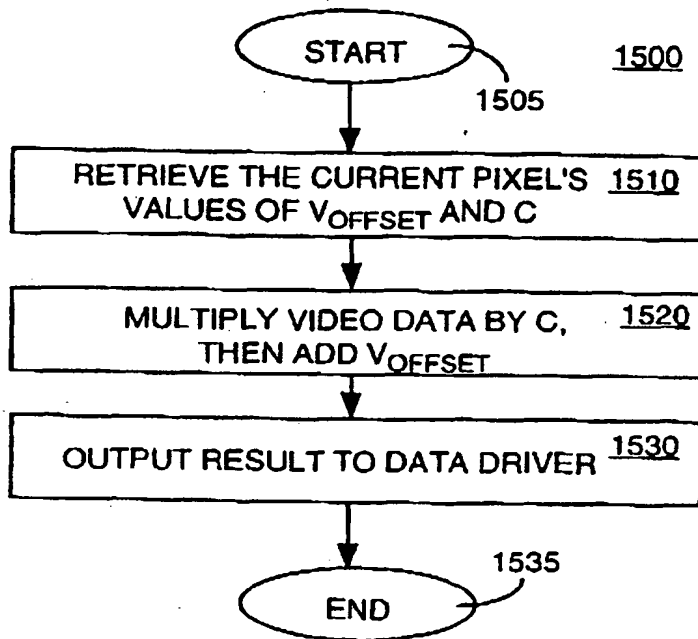 START
1500
1505
RETRIEVE THE CURRENT PIXEL'S 1510
VALUES OF VOFFSET AND C
MULTIPLY VIDEO DATA BY C, 1520
THEN ADD VOFFSET
OUTPUT RESULT TO DATA DRIVER 1530
1535
END